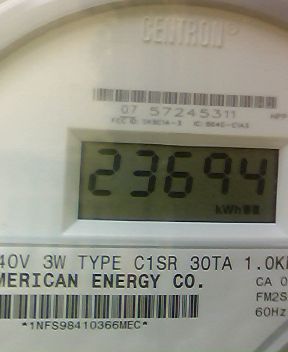 CENTRON®
07 57245311
23694
kWh
40V 3W TYPE C1SR 30TA 1.0K
MERICAN ENERGY CO.
CA 0
FM2S
60Hz
*1NFS98410366MEC*